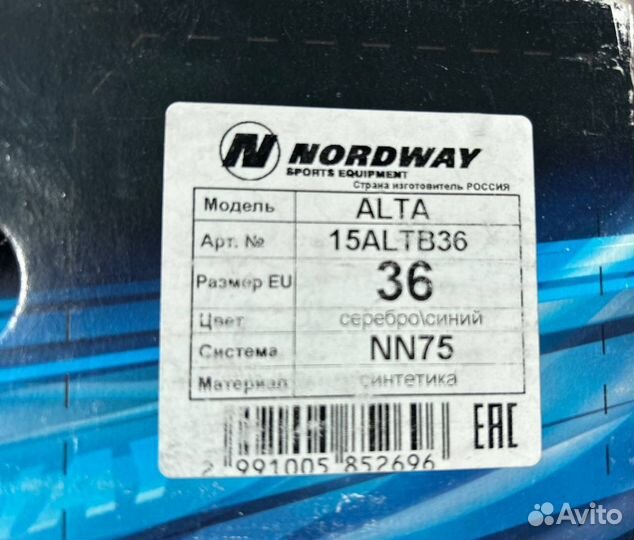 N NORDWAY
SPORTS EQUIPMENT
Страна изготовитель РОССИЯ
Модель ALTA
Арт. № 15ALTB36
Размер EU 36
Цвет серебро\синий
Система NN75
Материал синтетика
2 991005 852696
EAC
Avito